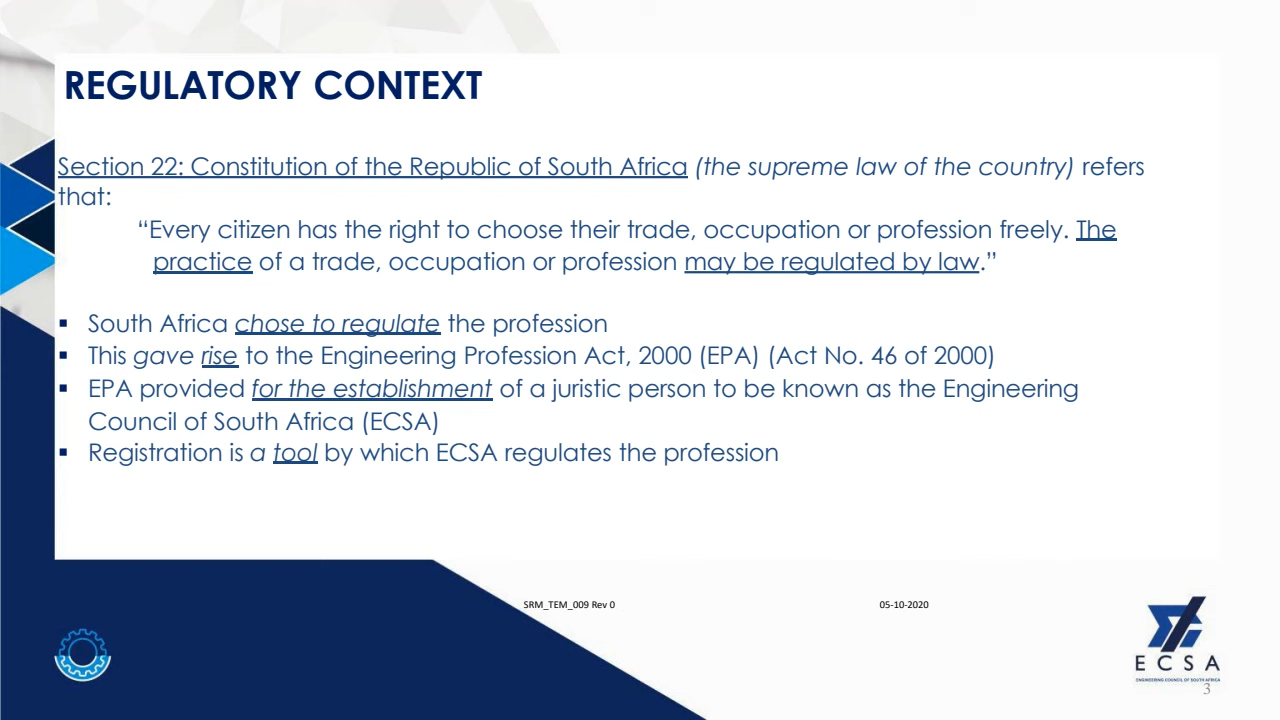 REGULATORY CONTEXT
Section 22: Constitution of the Republic of South Africa (the supreme law of the country) refers
that:
“Every citizen has the right to choose their trade, occupation or profession freely. The
practice of a trade, occupation or profession may be regulated by law.”
▪ South Africa chose to regulate the profession
▪ This gave rise to the Engineering Profession Act, 2000 (EPA) (Act No. 46 of 2000)
▪ EPA provided for the establishment of a juristic person to be known as the Engineering
Council of South Africa (ECSA)
▪ Registration is a tool by which ECSA regulates the profession
SRM_TEM_009 Rev 0
05-10-2020
ECSA
ENGINEERING COUNCIL OF SOUTH AFRICA
3